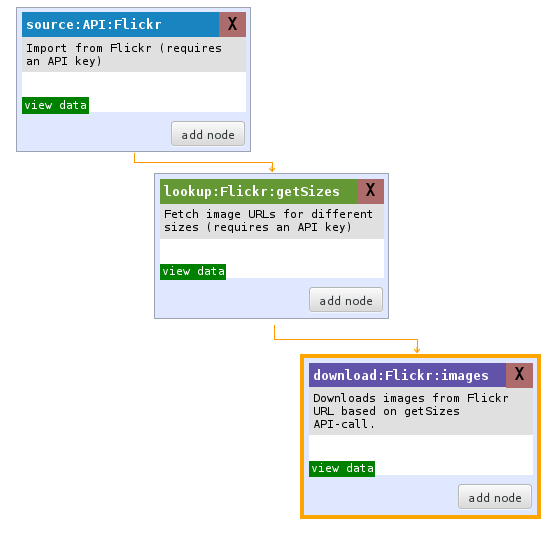 source:API:Flickr X
Import from Flickr (requires
an API key)
view data
add node
lookup:Flickr:getSizes X
Fetch image URLs for different
sizes (requires an API key)
view data
add node
download:Flickr:images X
Downloads images from Flickr
URL based on getSizes
API-call.
view data
add node